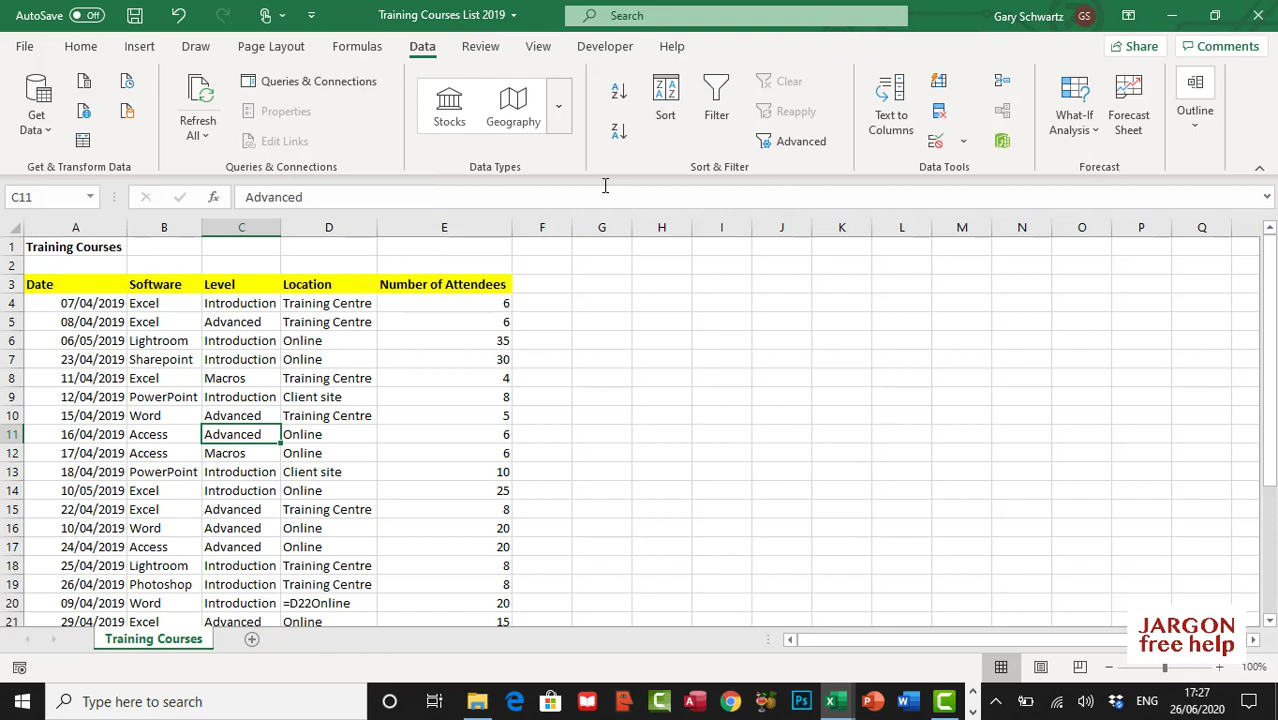 AutoSave Off Training Courses List 2019 Search Gary Schwartz GS
File Home Insert Draw Page Layout Formulas Data Review View Developer Help Share Comments
Get Data Refresh All Queries & Connections Properties Edit Links Stocks Geography A Z Z A Sort Filter Clear Reapply Advanced Text to Columns What-If Analysis Forecast Sheet Outline
Get & Transform Data Queries & Connections Data Types Sort & Filter Data Tools Forecast
C11 fx Advanced
A B C D E F G H I J K L M N O P Q
1 Training Courses
2
3 Date Software Level Location Number of Attendees
4 07/04/2019 Excel Introduction Training Centre 6
5 08/04/2019 Excel Advanced Training Centre 6
6 06/05/2019 Lightroom Introduction Online 35
7 23/04/2019 Sharepoint Introduction Online 30
8 11/04/2019 Excel Macros Training Centre 4
9 12/04/2019 PowerPoint Introduction Client site 8
10 15/04/2019 Word Advanced Training Centre 5
11 16/04/2019 Access Advanced Online 6
12 17/04/2019 Access Macros Online 6
13 18/04/2019 PowerPoint Introduction Client site 10
14 10/05/2019 Excel Introduction Online 25
15 22/04/2019 Excel Advanced Training Centre 8
16 10/04/2019 Word Advanced Online 20
17 24/04/2019 Access Advanced Online 20
18 25/04/2019 Lightroom Introduction Training Centre 8
19 26/04/2019 Photoshop Introduction Training Centre 8
20 09/04/2019 Word Introduction =D22Online 20
21 29/04/2019 Excel Advanced Online 15
JARGON
free help
Training Courses
100%
Type here to search ENG 17:27
26/06/2020